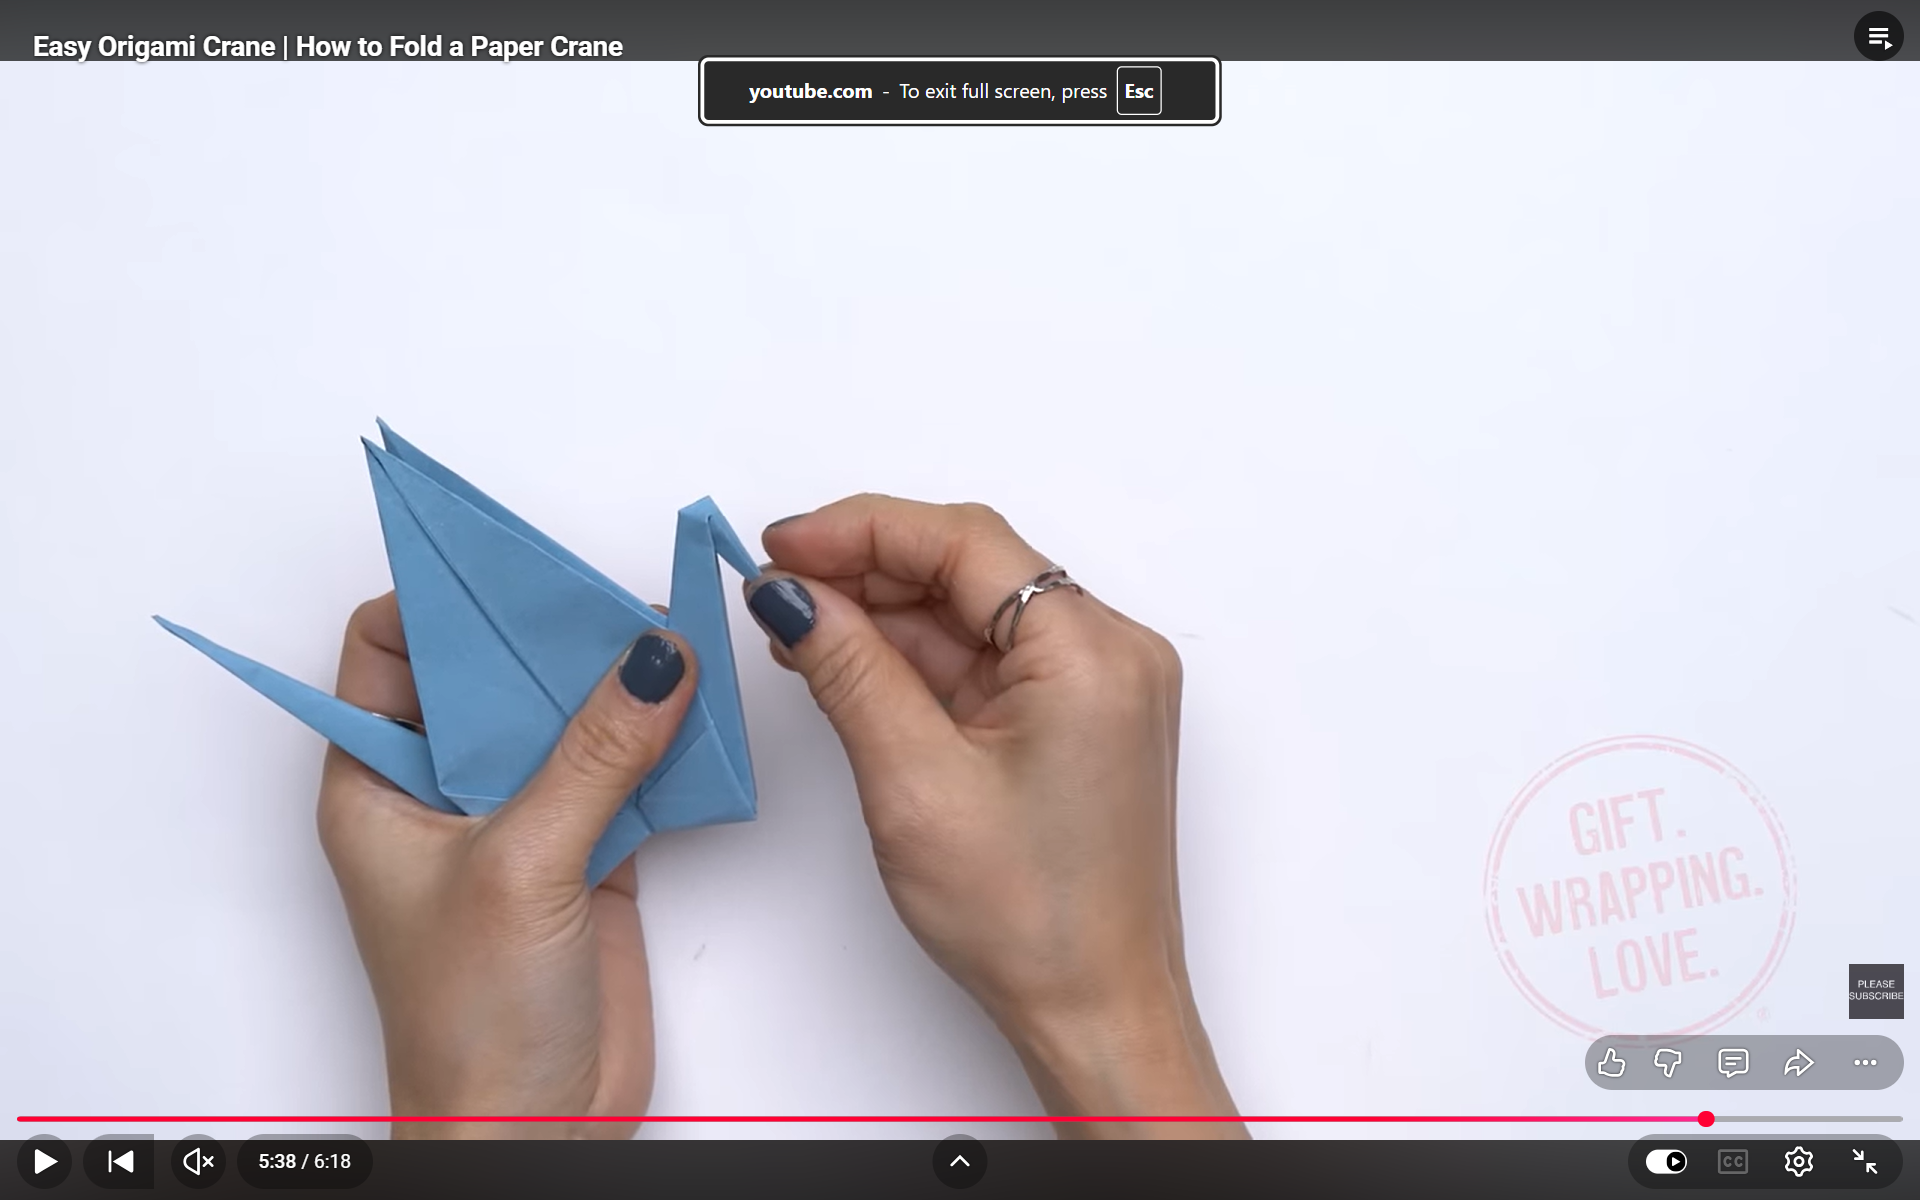 Easy Origami Crane | How to Fold a Paper Crane
youtube.com - To exit full screen, press Esc
GIFT.
WRAPPING.
LOVE.
®
PLEASE
SUBSCRIBE
5:38 / 6:18
CC